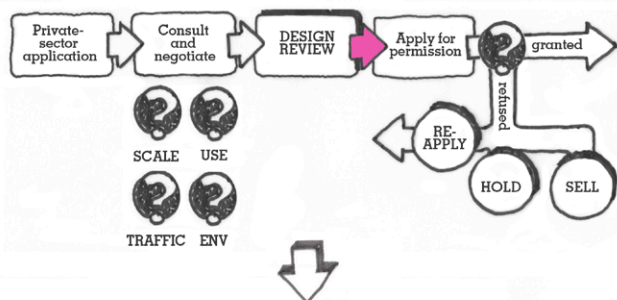 Private-
sector
application
Consult
and
negotiate
DESIGN
REVIEW
Apply for
permission
?
granted
refused
RE-
APPLY
HOLD
SELL
?
?
SCALE
USE
?
?
TRAFFIC
ENV